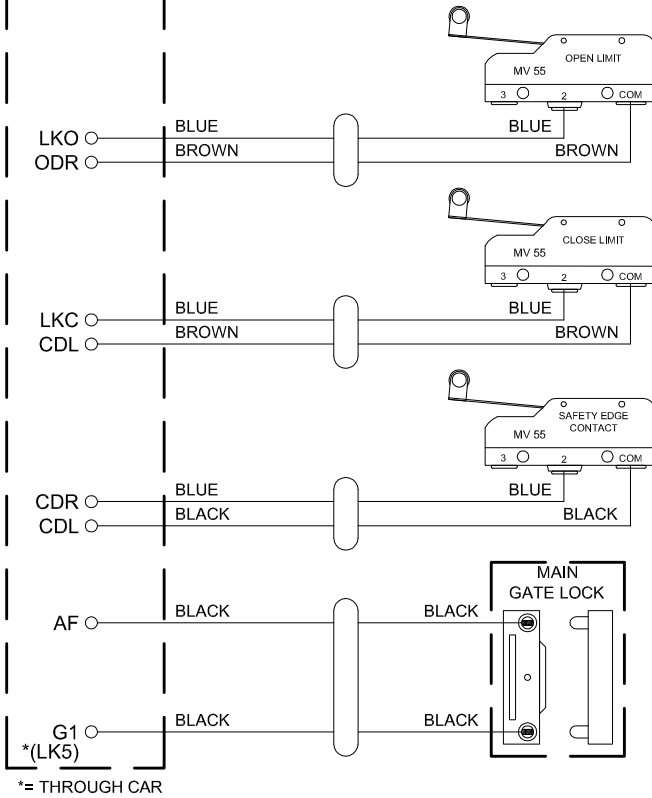 OPEN LIMIT
MV 55
3 2 COM
BLUE BLUE
LKO
BROWN BROWN
ODR
CLOSE LIMIT
MV 55
3 2 COM
BLUE BLUE
LKC
BROWN BROWN
CDL
SAFETY EDGE
CONTACT
MV 55
3 2 COM
BLUE BLUE
CDR
BLACK BLACK
CDL
MAIN
GATE LOCK
BLACK BLACK
AF
BLACK BLACK
G1
*(LK5)
*= THROUGH CAR